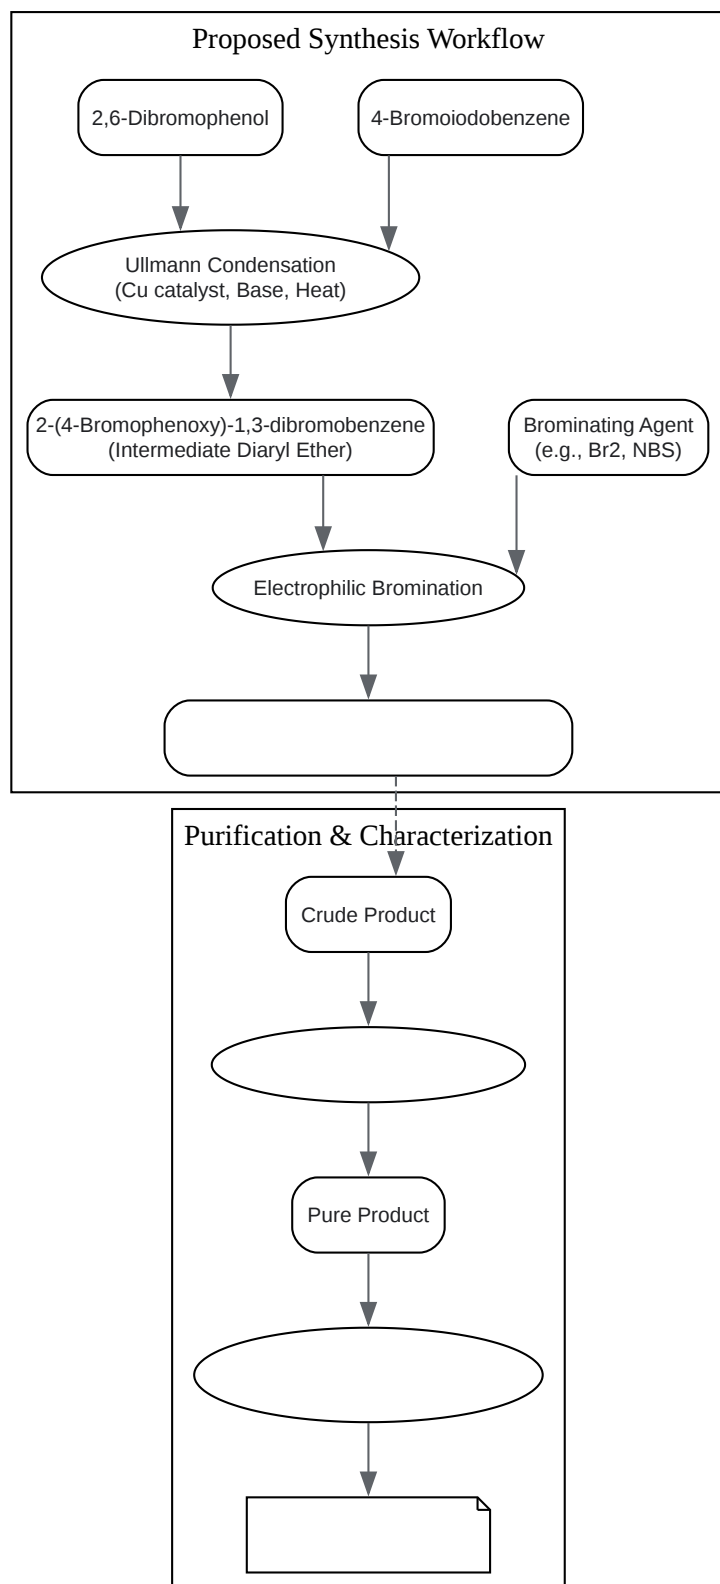 Proposed Synthesis Workflow
2,6-Dibromophenol
4-Bromoiodobenzene
Ullmann Condensation
(Cu catalyst, Base, Heat)
2-(4-Bromophenoxy)-1,3-dibromobenzene
(Intermediate Diaryl Ether)
Brominating Agent
(e.g., Br2, NBS)
Electrophilic Bromination
Purification & Characterization
Crude Product
Pure Product